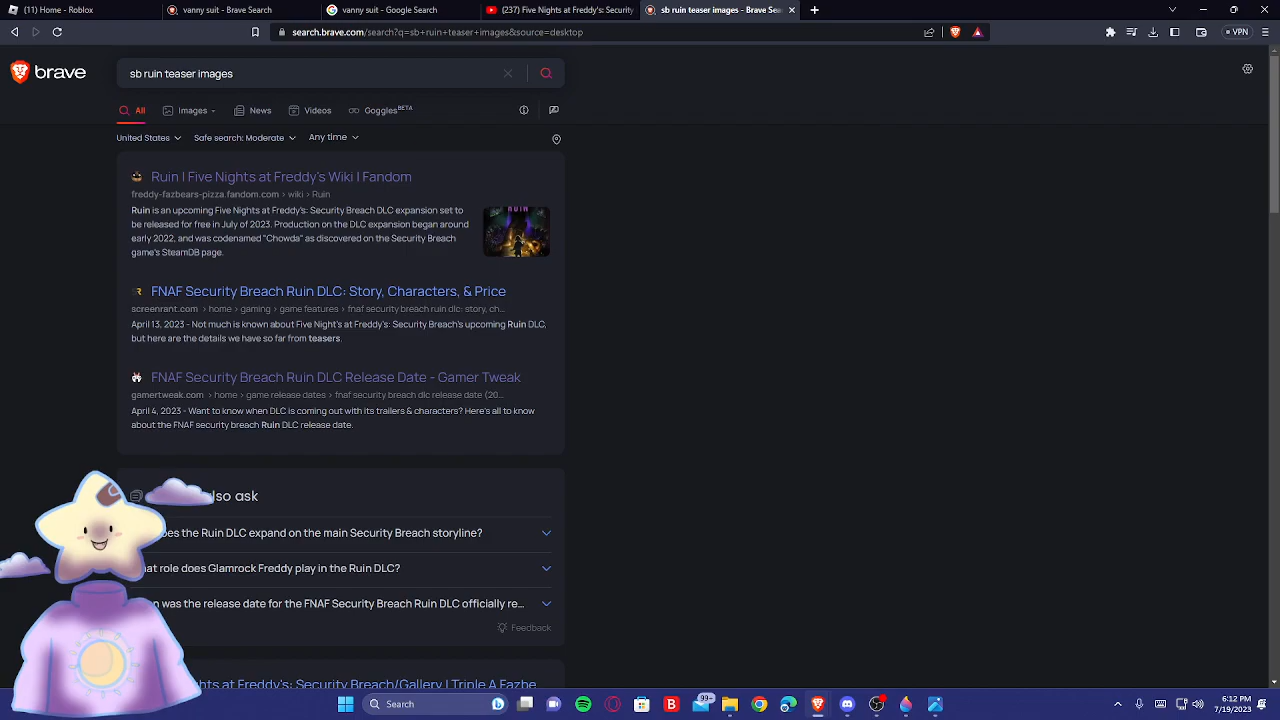 (11) Home - Roblox
vanny suit - Brave Search
vanny suit - Google Search
(237) Five Nights at Freddy's: Security
sb ruin teaser images - Brave Sea
search.brave.com/search?q=sb+ruin+teaser+images&source=desktop
VPN
brave
sb ruin teaser images
All
Images
News
Videos
Goggles BETA
United States
Safe search: Moderate
Any time
Ruin | Five Nights at Freddy's Wiki | Fandom
freddy-fazbears-pizza.fandom.com › wiki › Ruin
Ruin is an upcoming Five Nights at Freddy's: Security Breach DLC expansion set to
be released for free in July of 2023. Production on the DLC expansion began around
early 2022, and was codenamed "Chowda" as discovered on the Security Breach
game's SteamDB page.
RUIN
FNAF Security Breach Ruin DLC: Story, Characters, & Price
screenrant.com › home › gaming › game features › fnaf security breach ruin dlc: story, ch...
April 13, 2023 - Not much is known about Five Night's at Freddy's: Security Breach's upcoming Ruin DLC,
but here are the details we have so far from teasers.
FNAF Security Breach Ruin DLC Release Date - Gamer Tweak
gamertweak.com › home › game release dates › fnaf security breach dlc release date (20...
April 4, 2023 - Want to know when DLC is coming out with its trailers & characters? Here's all to know
about the FNAF security breach Ruin DLC release date.
lso ask
es the Ruin DLC expand on the main Security Breach storyline?
at role does Glamrock Freddy play in the Ruin DLC?
n was the release date for the FNAF Security Breach Ruin DLC officially re...
Feedback
ghts at Freddy's: Security Breach/Gallery | Triple A Fazbe
Search
99+
6:12 PM
7/15/2023